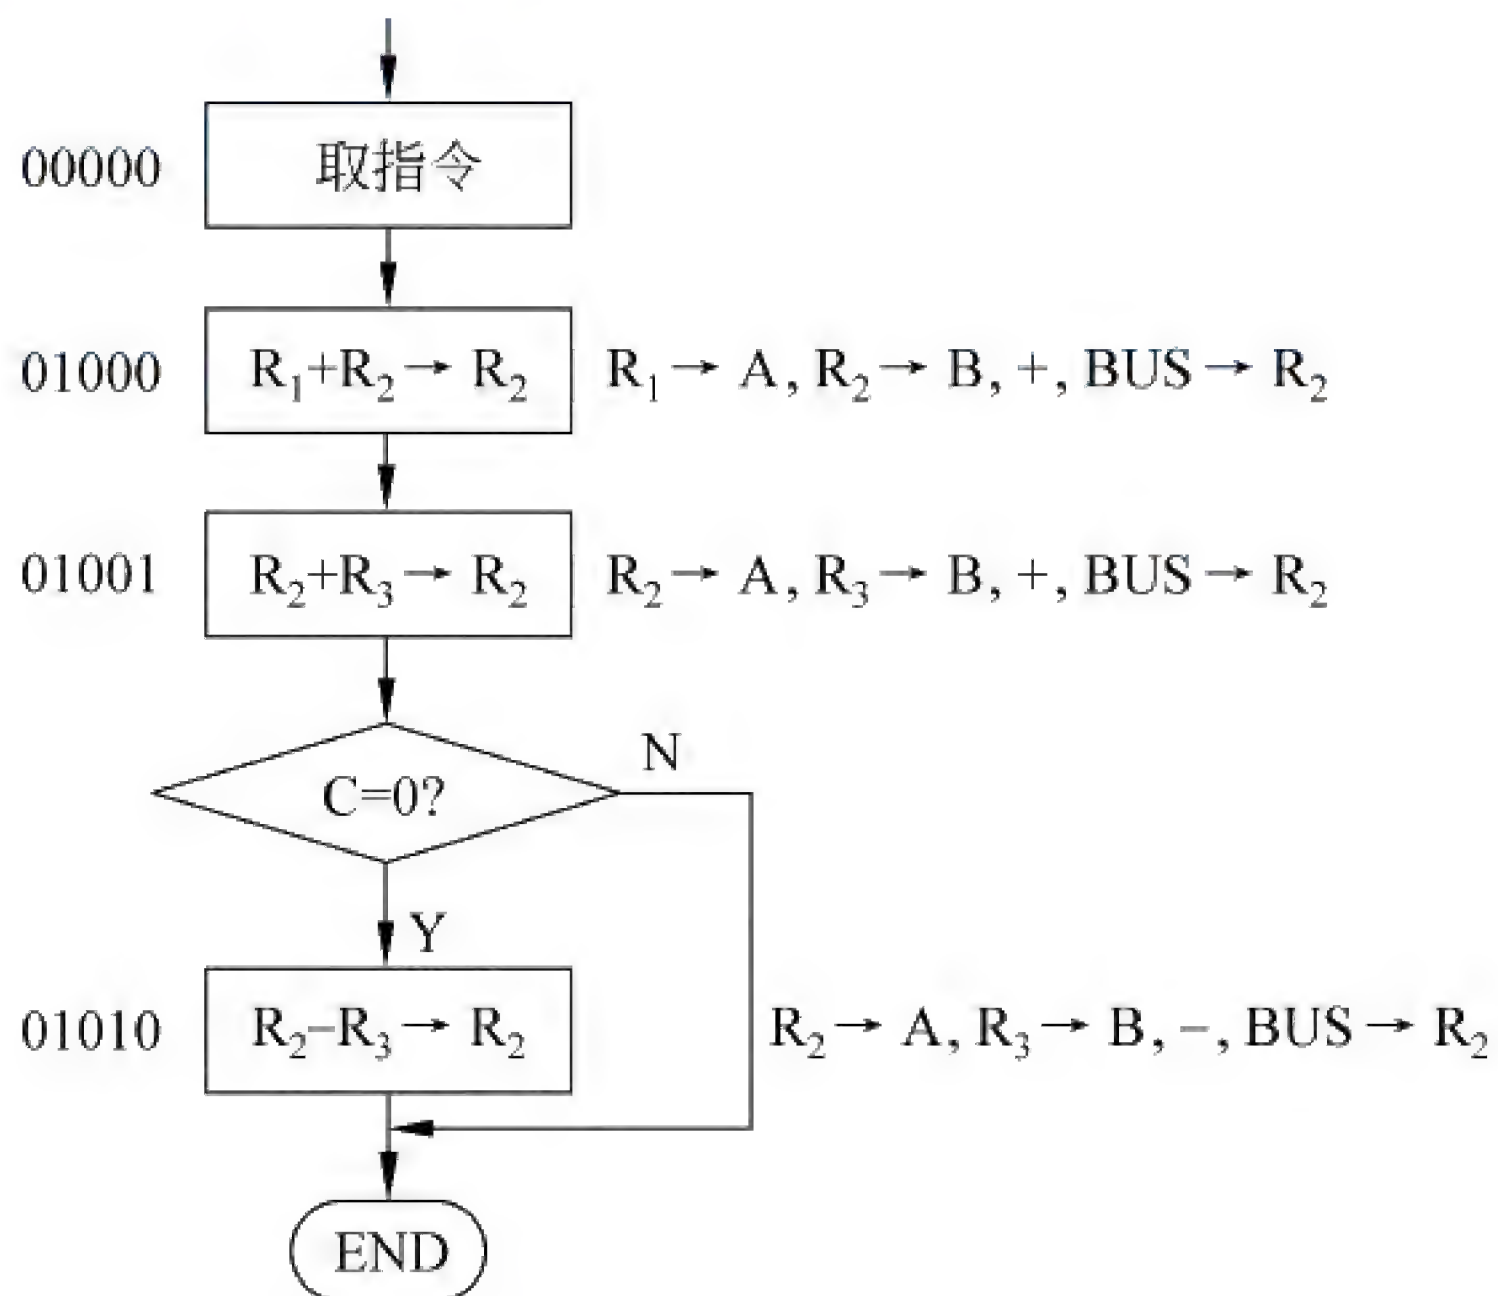 00000 取指令
01000 R₁+R₂→R₂ R₁→A, R₂→B, +, BUS→R₂
01001 R₂+R₃→R₂ R₂→A, R₃→B, +, BUS→R₂
C=0? N
Y
01010 R₂−R₃→R₂ R₂→A, R₃→B, −, BUS→R₂
END